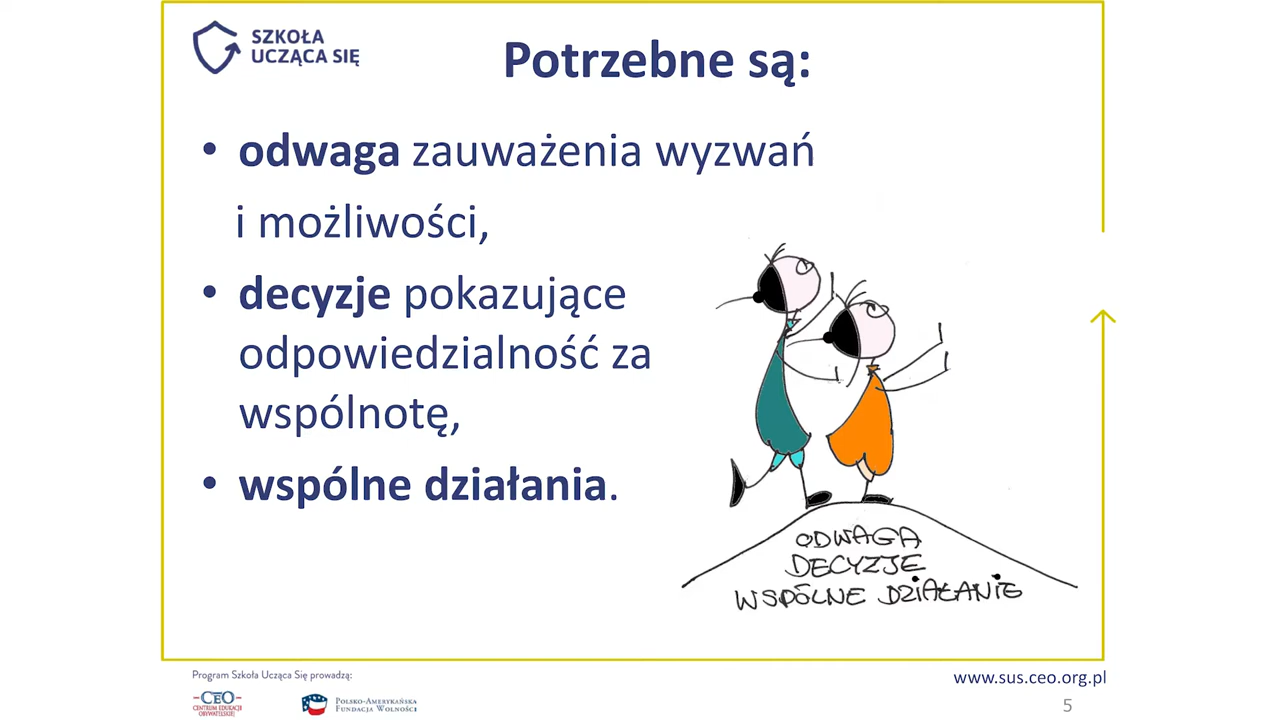 SZKOŁA
UCZĄCA SIĘ
Potrzebne są:
• odwaga zauważenia wyzwań
i możliwości,
• decyzje pokazujące
odpowiedzialność za
wspólnotę,
• wspólne działania.
ODWAGA
DECYZJE
WSPÓLNE DZIAŁANIE
Program Szkoła Ucząca Się prowadzą:
CEO
CENTRUM EDUKACJI
OBYWATELSKIEJ
POLSKO-AMERYKAŃSKA
FUNDACJA WOLNOŚCI
www.sus.ceo.org.pl
5